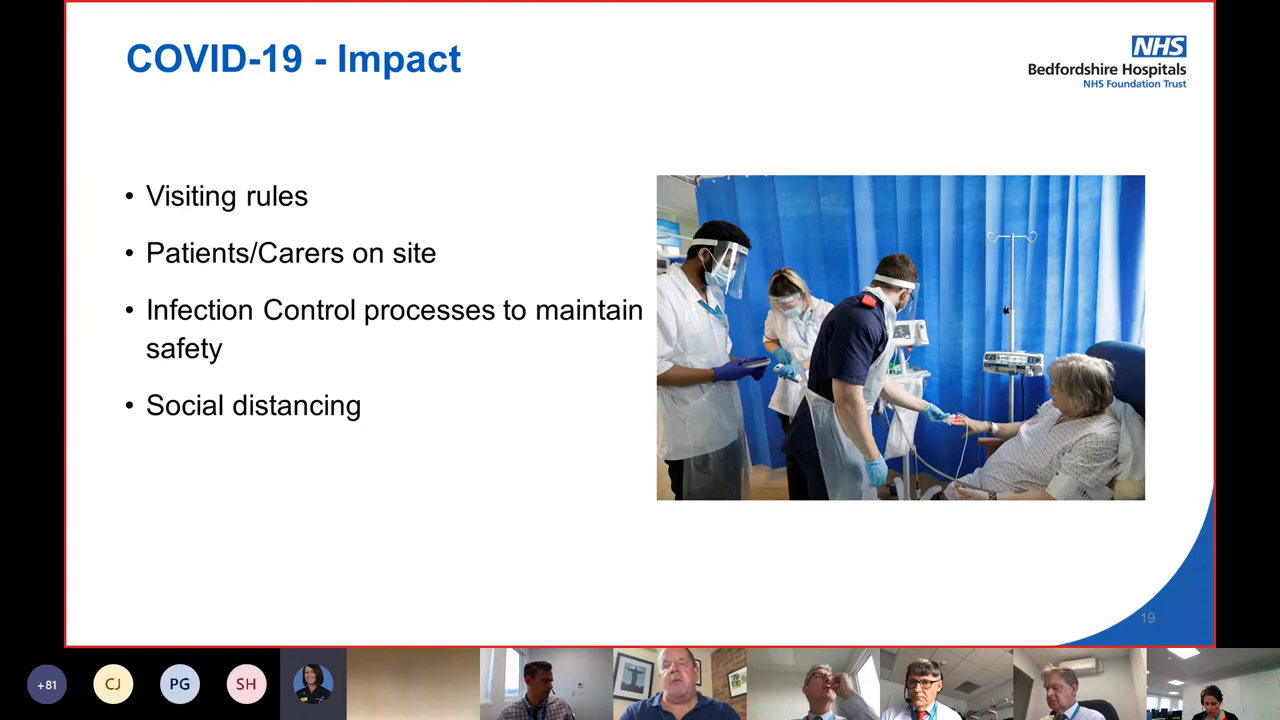 COVID-19 - Impact
NHS
Bedfordshire Hospitals
NHS Foundation Trust
• Visiting rules
• Patients/Carers on site
• Infection Control processes to maintain
safety
• Social distancing
19
+81
CJ
PG
SH